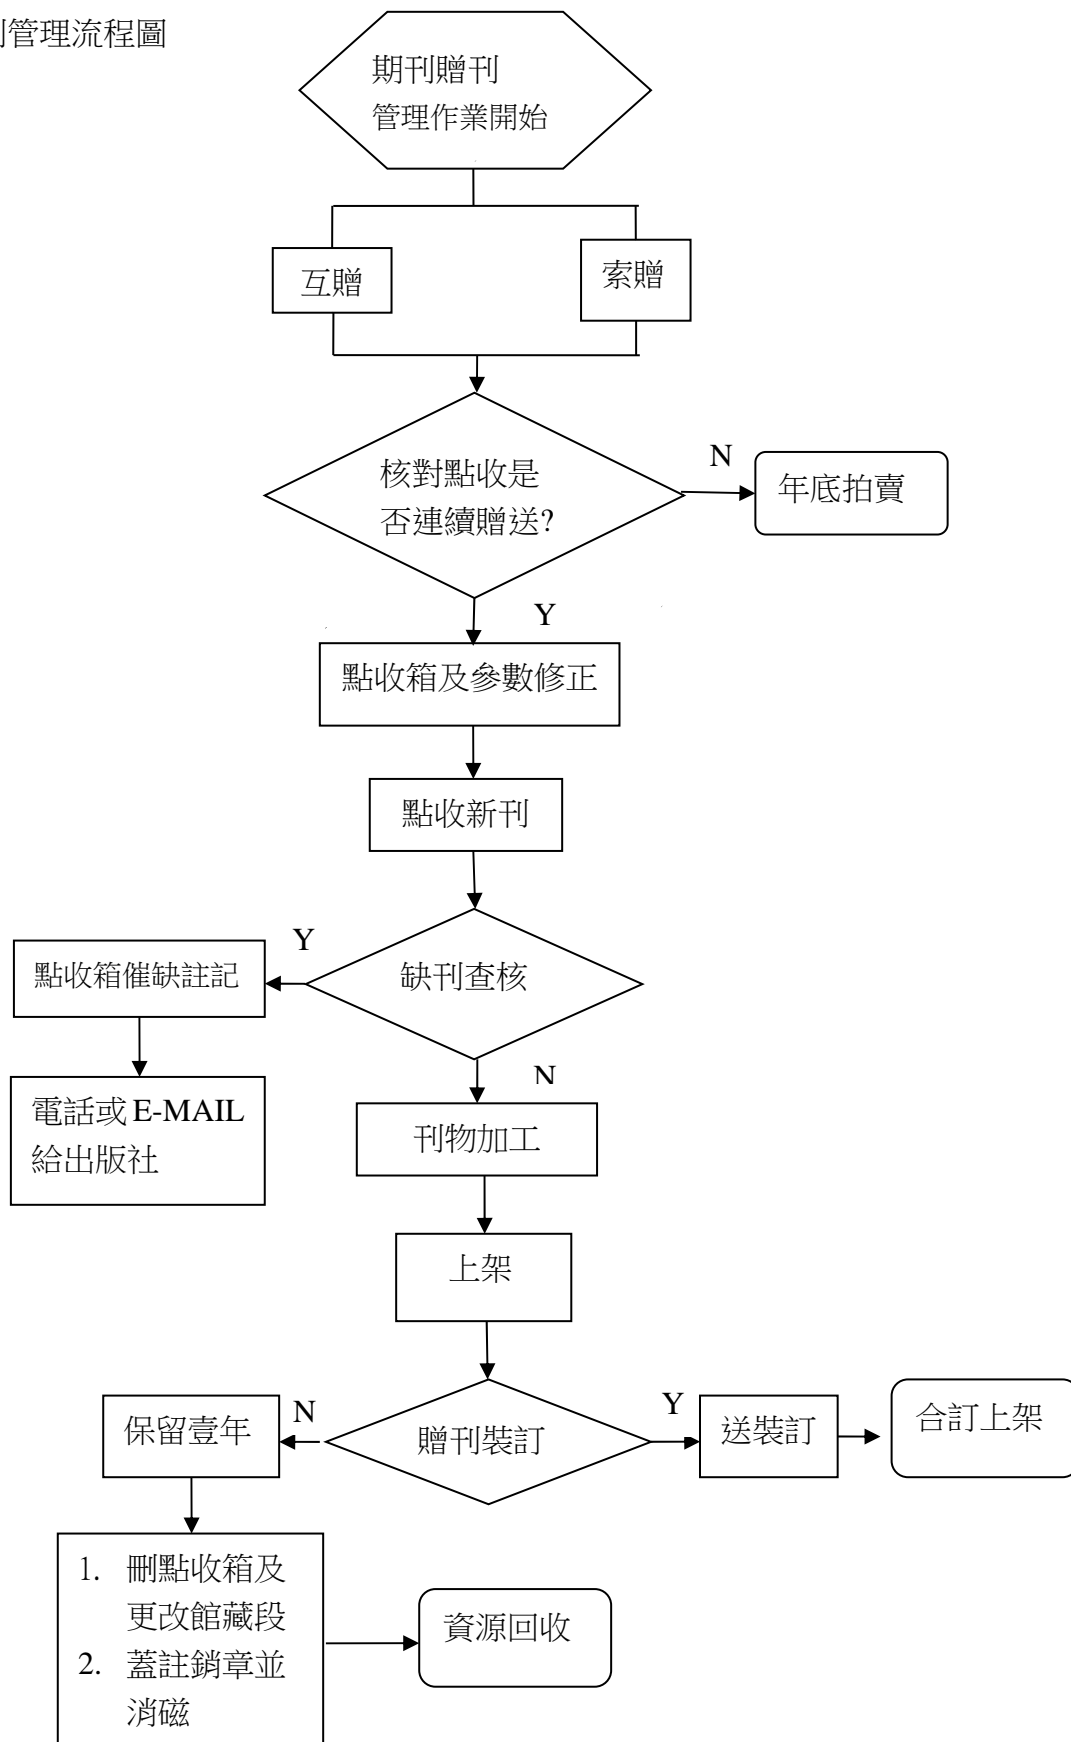 管理流程圖
期刊贈刊
管理作業開始
互贈
索贈
核對點收是
否連續贈送?
N
年底拍賣
Y
點收箱及參數修正
點收新刊
Y
缺刊查核
點收箱催缺註記
N
電話或 E-MAIL
給出版社
刊物加工
上架
保留壹年
N
贈刊裝訂
Y
送裝訂
合訂上架
1. 刪點收箱及
更改館藏段
2. 蓋註銷章並
消磁
資源回收